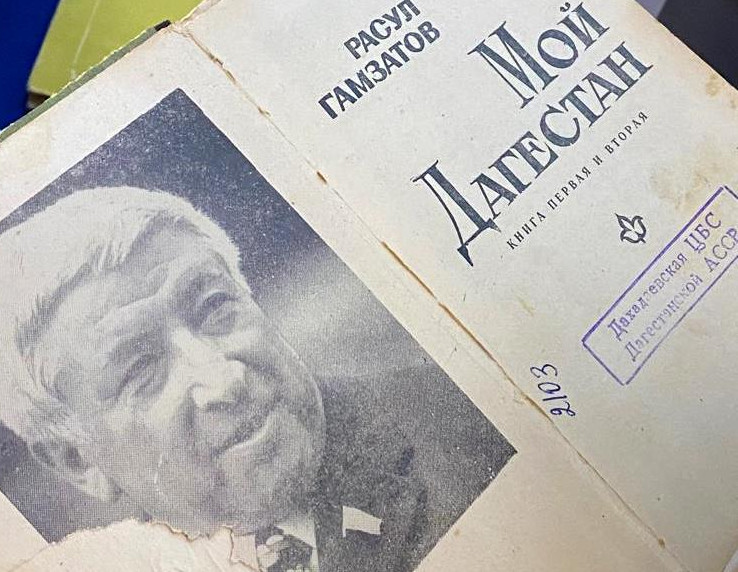 РАСУЛ
ГАМЗАТОВ
МОЙ
ДАГЕСТАН
КНИГА ПЕРВАЯ И ВТОРАЯ
Дахадаевская ЦБС
Дагестанской АССР
2103